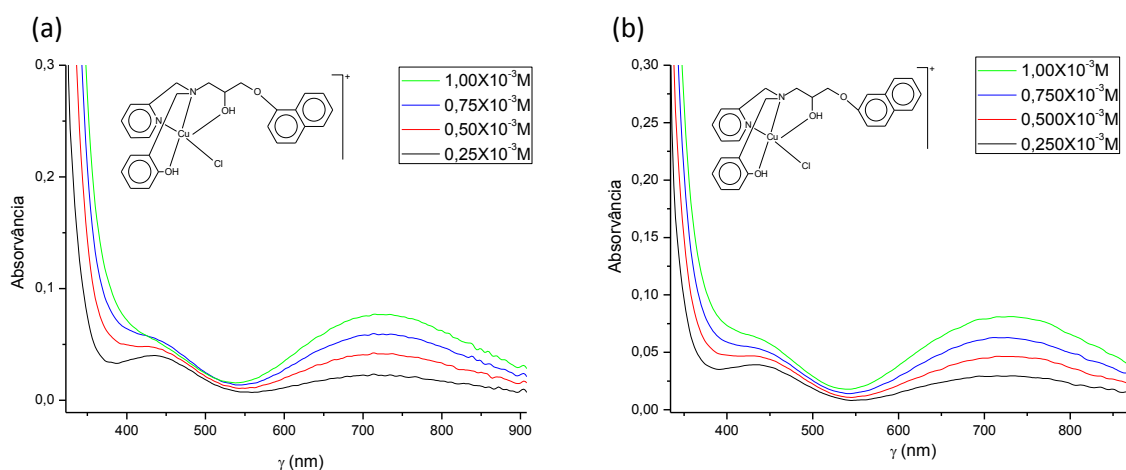 (a)
0,3
0,2
0,1
0,0
Absorvância
400 500 600 700 800 900
γ (nm)
1,00X10⁻³M
0,75X10⁻³M
0,50X10⁻³M
0,25X10⁻³M
N
N
OH
O
Cu
OH
Cl
+
(b)
0,30
0,25
0,20
0,15
0,10
0,05
0,00
Absorvância
400 500 600 700 800
γ (nm)
1,00X10⁻³M
0,750X10⁻³M
0,500X10⁻³M
0,250X10⁻³M
N
N
OH
O
Cu
OH
Cl
+